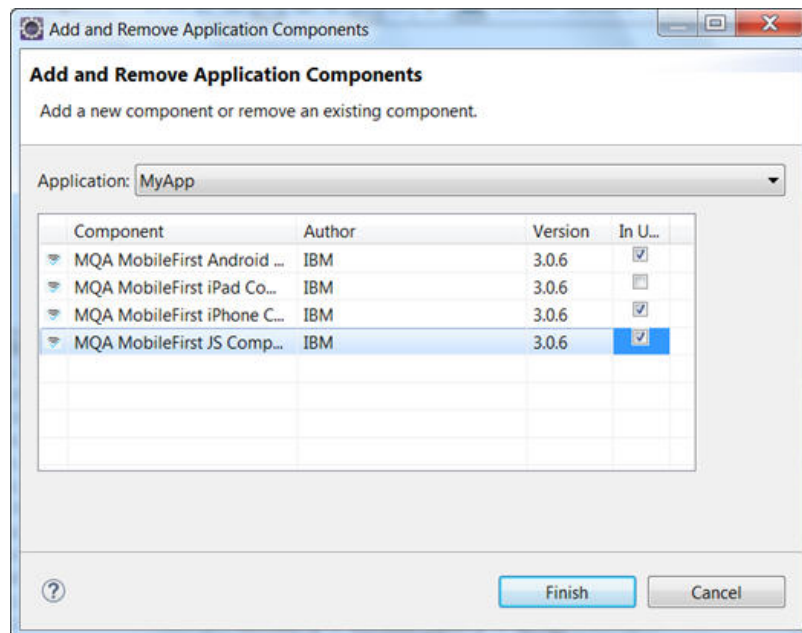 Add and Remove Application Components
Add and Remove Application Components
Add a new component or remove an existing component.
Application: MyApp
Component Author Version In U...
MQA MobileFirst Android ... IBM 3.0.6
MQA MobileFirst iPad Co... IBM 3.0.6
MQA MobileFirst iPhone C... IBM 3.0.6
MQA MobileFirst JS Comp... IBM 3.0.6
? Finish Cancel